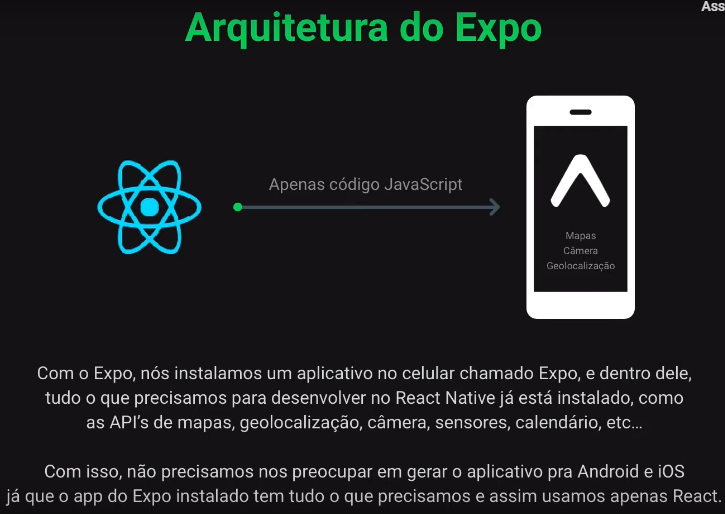 Ass
Arquitetura do Expo
Apenas código JavaScript
Mapas
Câmera
Geolocalização
Com o Expo, nós instalamos um aplicativo no celular chamado Expo, e dentro dele,
tudo o que precisamos para desenvolver no React Native já está instalado, como
as API's de mapas, geolocalização, câmera, sensores, calendário, etc...
Com isso, não precisamos nos preocupar em gerar o aplicativo pra Android e iOS
já que o app do Expo instalado tem tudo o que precisamos e assim usamos apenas React.